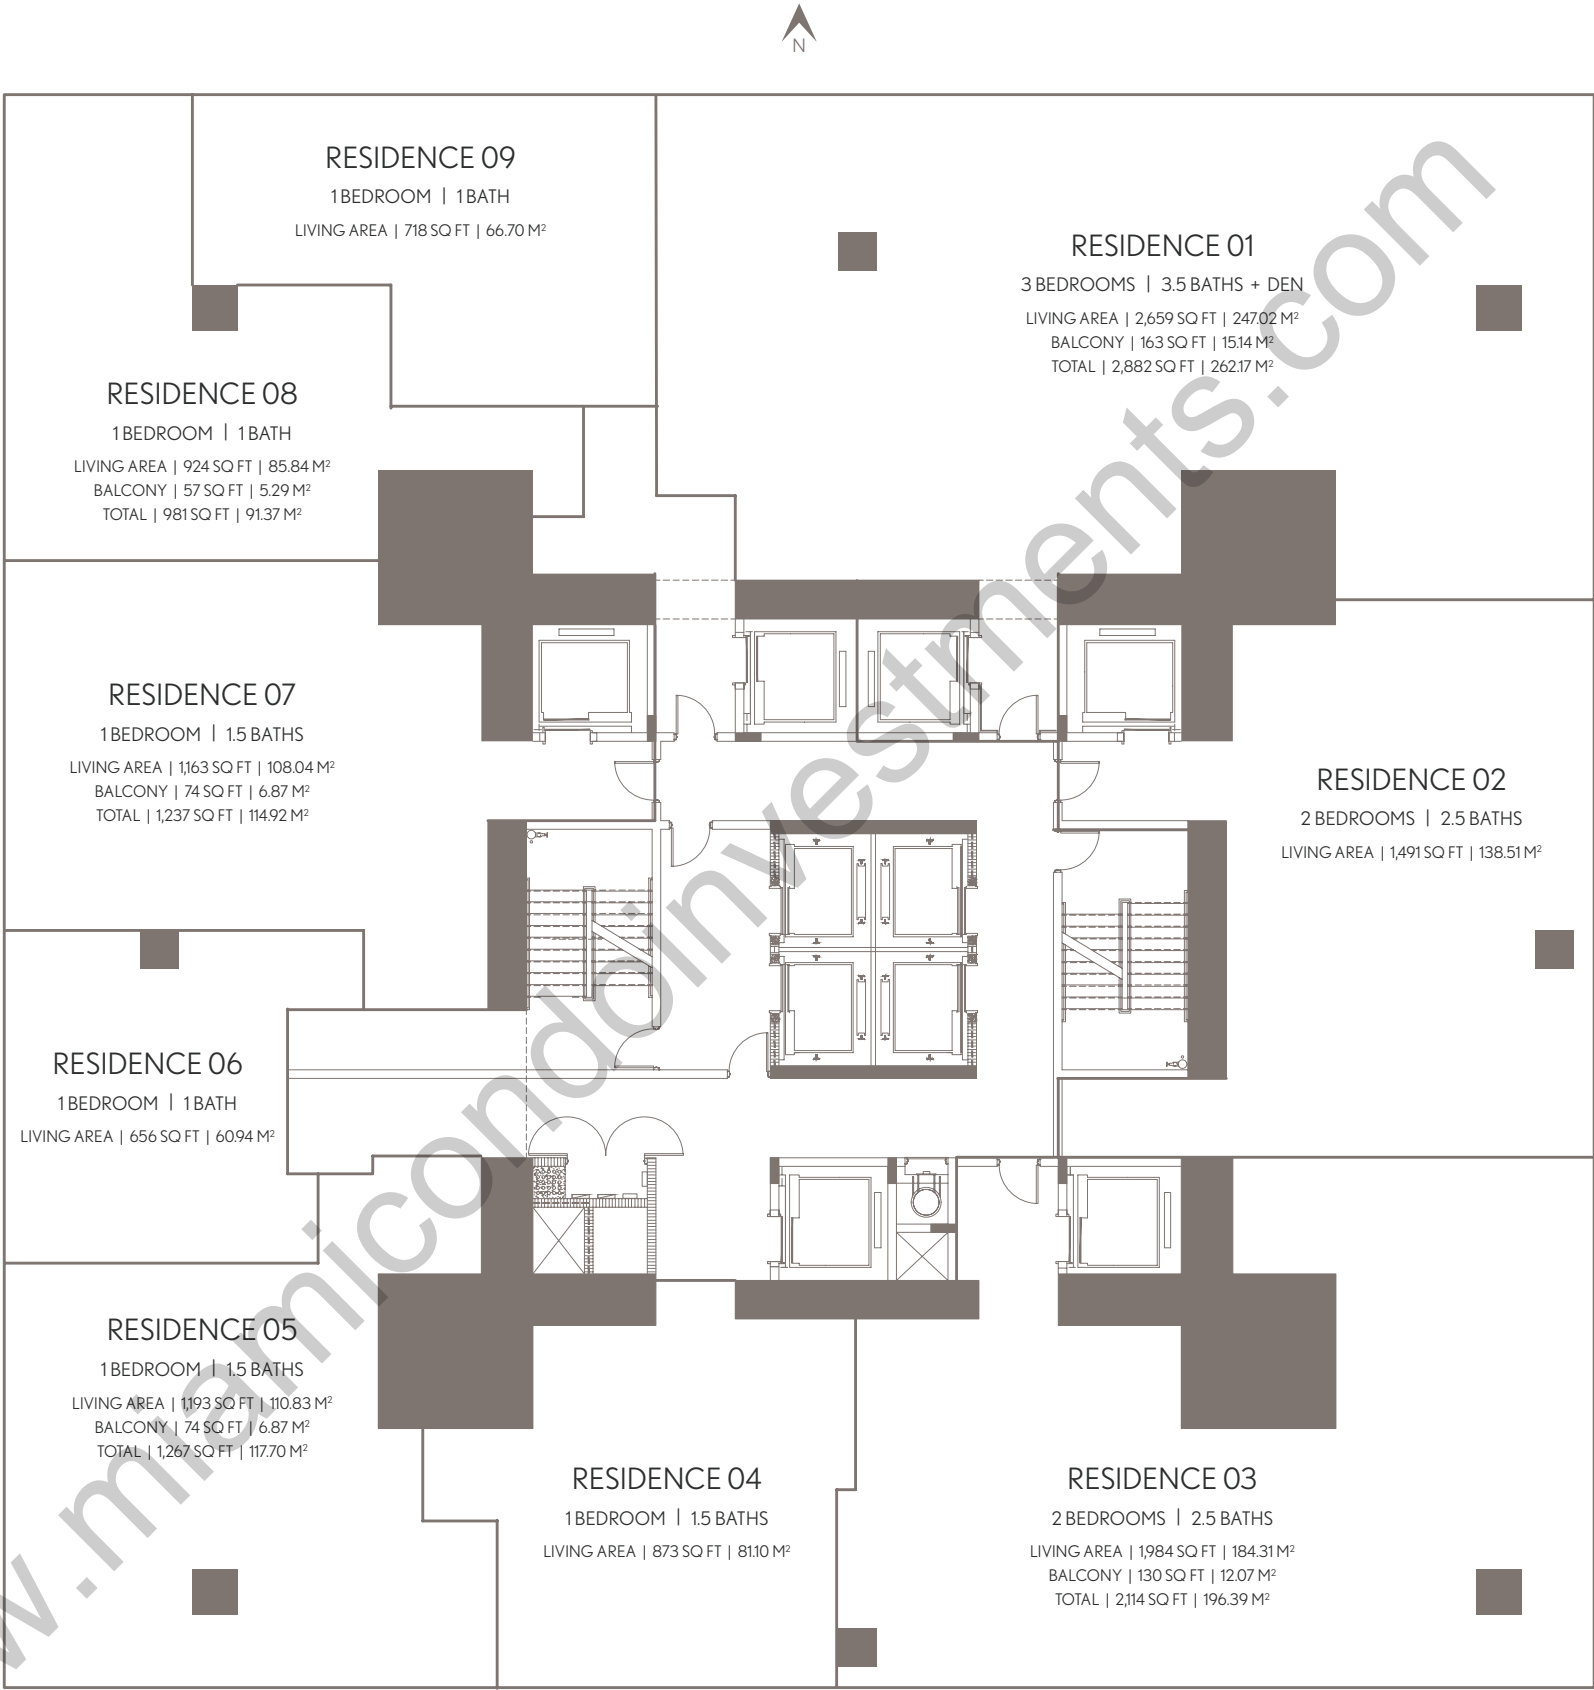 N
RESIDENCE 09
1 BEDROOM | 1 BATH
LIVING AREA | 718 SQ FT | 66.70 M²
RESIDENCE 01
3 BEDROOMS | 3.5 BATHS + DEN
LIVING AREA | 2,659 SQ FT | 247.02 M²
BALCONY | 163 SQ FT | 15.14 M²
TOTAL | 2,882 SQ FT | 262.17 M²
RESIDENCE 08
1 BEDROOM | 1 BATH
LIVING AREA | 924 SQ FT | 85.84 M²
BALCONY | 57 SQ FT | 5.29 M²
TOTAL | 981 SQ FT | 91.37 M²
RESIDENCE 07
1 BEDROOM | 1.5 BATHS
LIVING AREA | 1,163 SQ FT | 108.04 M²
BALCONY | 74 SQ FT | 6.87 M²
TOTAL | 1,237 SQ FT | 114.92 M²
RESIDENCE 02
2 BEDROOMS | 2.5 BATHS
LIVING AREA | 1,491 SQ FT | 138.51 M²
RESIDENCE 06
1 BEDROOM | 1 BATH
LIVING AREA | 656 SQ FT | 60.94 M²
RESIDENCE 05
1 BEDROOM | 1.5 BATHS
LIVING AREA | 1,193 SQ FT | 110.83 M²
BALCONY | 74 SQ FT | 6.87 M²
TOTAL | 1,267 SQ FT | 117.70 M²
RESIDENCE 04
1 BEDROOM | 1.5 BATHS
LIVING AREA | 873 SQ FT | 81.10 M²
RESIDENCE 03
2 BEDROOMS | 2.5 BATHS
LIVING AREA | 1,984 SQ FT | 184.31 M²
BALCONY | 130 SQ FT | 12.07 M²
TOTAL | 2,114 SQ FT | 196.39 M²
w.miamicondoinvestments.com